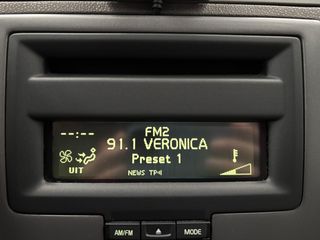 --:-- FM2
91.1 VERONICA
Preset 1
UIT NEWS TP
AM/FM MODE